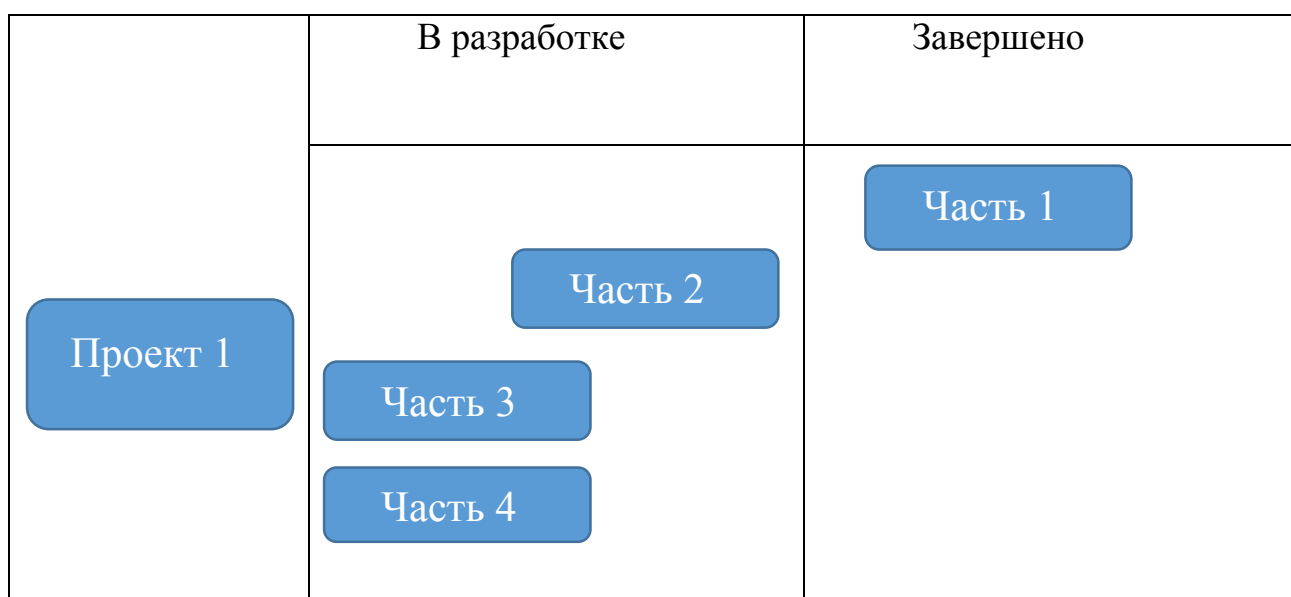 В разработке
Завершено
Часть 1
Часть 2
Проект 1
Часть 3
Часть 4